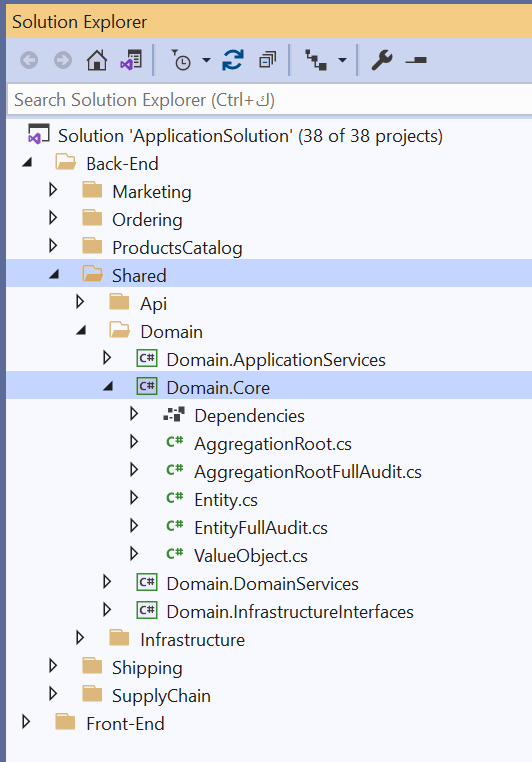 Solution Explorer
Search Solution Explorer (Ctrl+ك)
Solution 'ApplicationSolution' (38 of 38 projects)
Back-End
Marketing
Ordering
ProductsCatalog
Shared
Api
Domain
C# Domain.ApplicationServices
C# Domain.Core
Dependencies
C# AggregationRoot.cs
C# AggregationRootFullAudit.cs
C# Entity.cs
C# EntityFullAudit.cs
C# ValueObject.cs
C# Domain.DomainServices
C# Domain.InfrastructureInterfaces
Infrastructure
Shipping
SupplyChain
Front-End